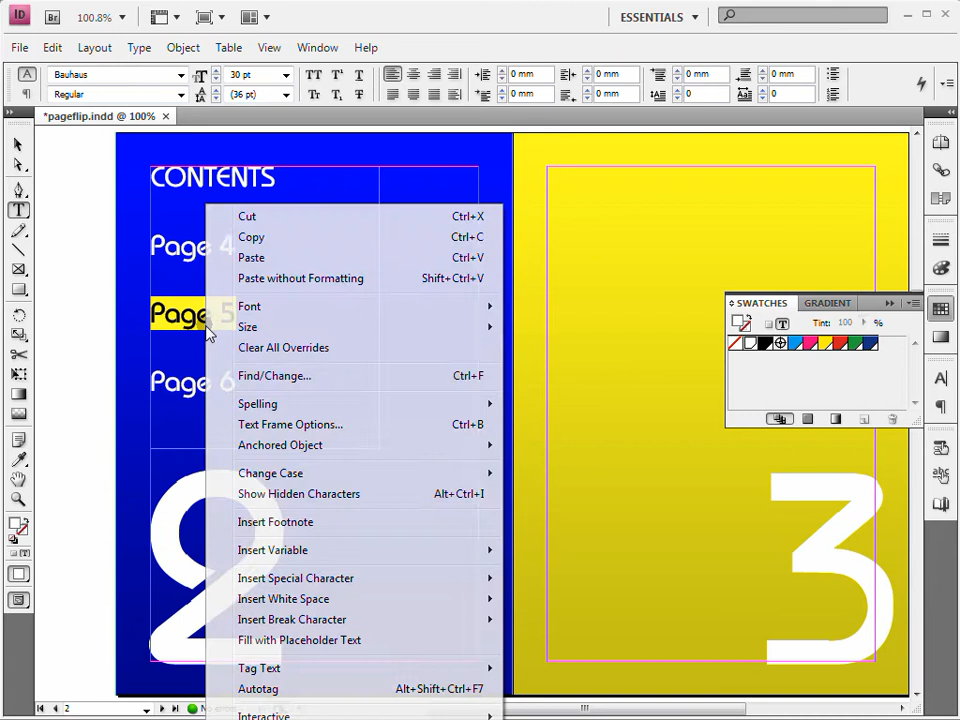 ID Br 100.8% ESSENTIALS
File Edit Layout Type Object Table View Window Help
A Bauhaus 30 pt 0 mm 0 mm 0 mm 0 mm
Regular (36 pt) 0 mm 0 mm 0 0
*pageflip.indd @ 100%
CONTENTS
Page 4
Page 5
Page 6
2
3
Cut Ctrl+X
Copy Ctrl+C
Paste Ctrl+V
Paste without Formatting Shift+Ctrl+V
Font
Size
Clear All Overrides
Find/Change... Ctrl+F
Spelling
Text Frame Options... Ctrl+B
Anchored Object
Change Case
Show Hidden Characters Alt+Ctrl+I
Insert Footnote
Insert Variable
Insert Special Character
Insert White Space
Insert Break Character
Fill with Placeholder Text
Tag Text
Autotag Alt+Shift+Ctrl+F7
Interactive
SWATCHES GRADIENT
T Tint: 100 %
2